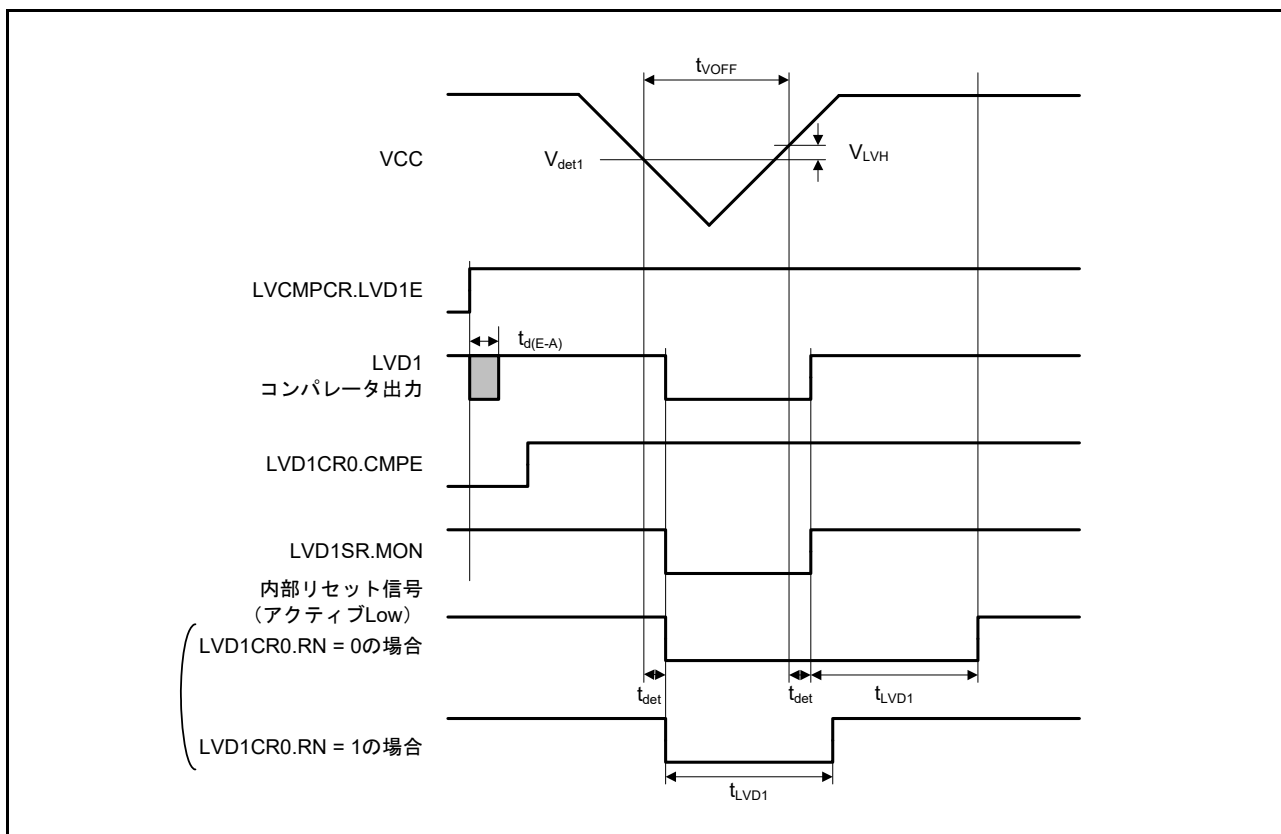 tVOFF
VCC
Vdet1
VLVH
LVCMPCR.LVD1E
td(E-A)
LVD1
コンパレータ出力
LVD1CR0.CMPE
LVD1SR.MON
内部リセット信号
（アクティブLow）
LVD1CR0.RN = 0の場合
tdet
tdet
tLVD1
LVD1CR0.RN = 1の場合
tLVD1